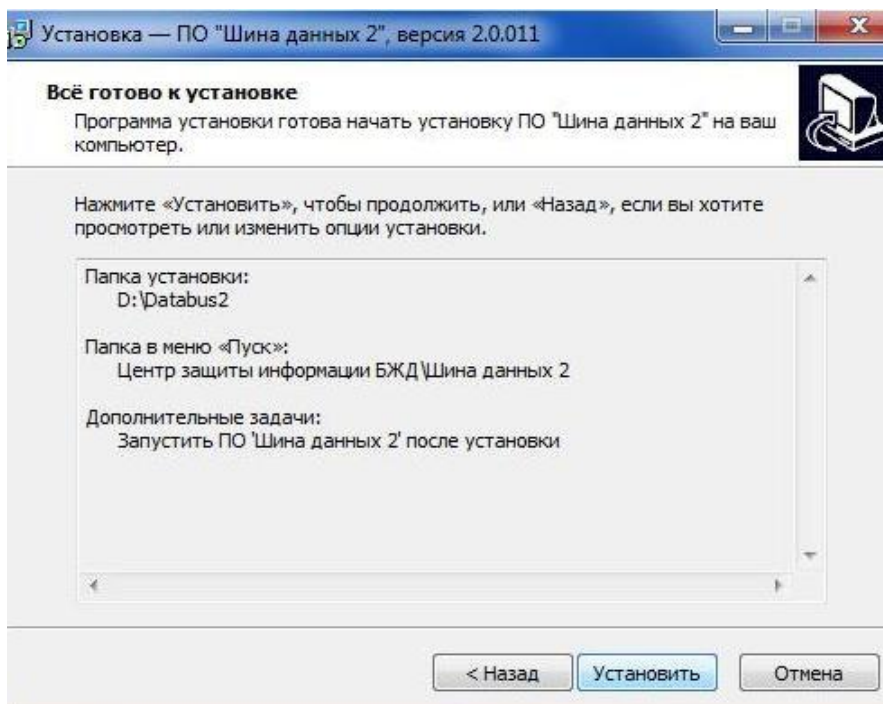 Установка — ПО "Шина данных 2", версия 2.0.011
Всё готово к установке
Программа установки готова начать установку ПО "Шина данных 2" на ваш
компьютер.
Нажмите «Установить», чтобы продолжить, или «Назад», если вы хотите
просмотреть или изменить опции установки.
Папка установки:
D:\Databus2
Папка в меню «Пуск»:
Центр защиты информации БЖД\Шина данных 2
Дополнительные задачи:
Запустить ПО 'Шина данных 2' после установки
< Назад
Установить
Отмена